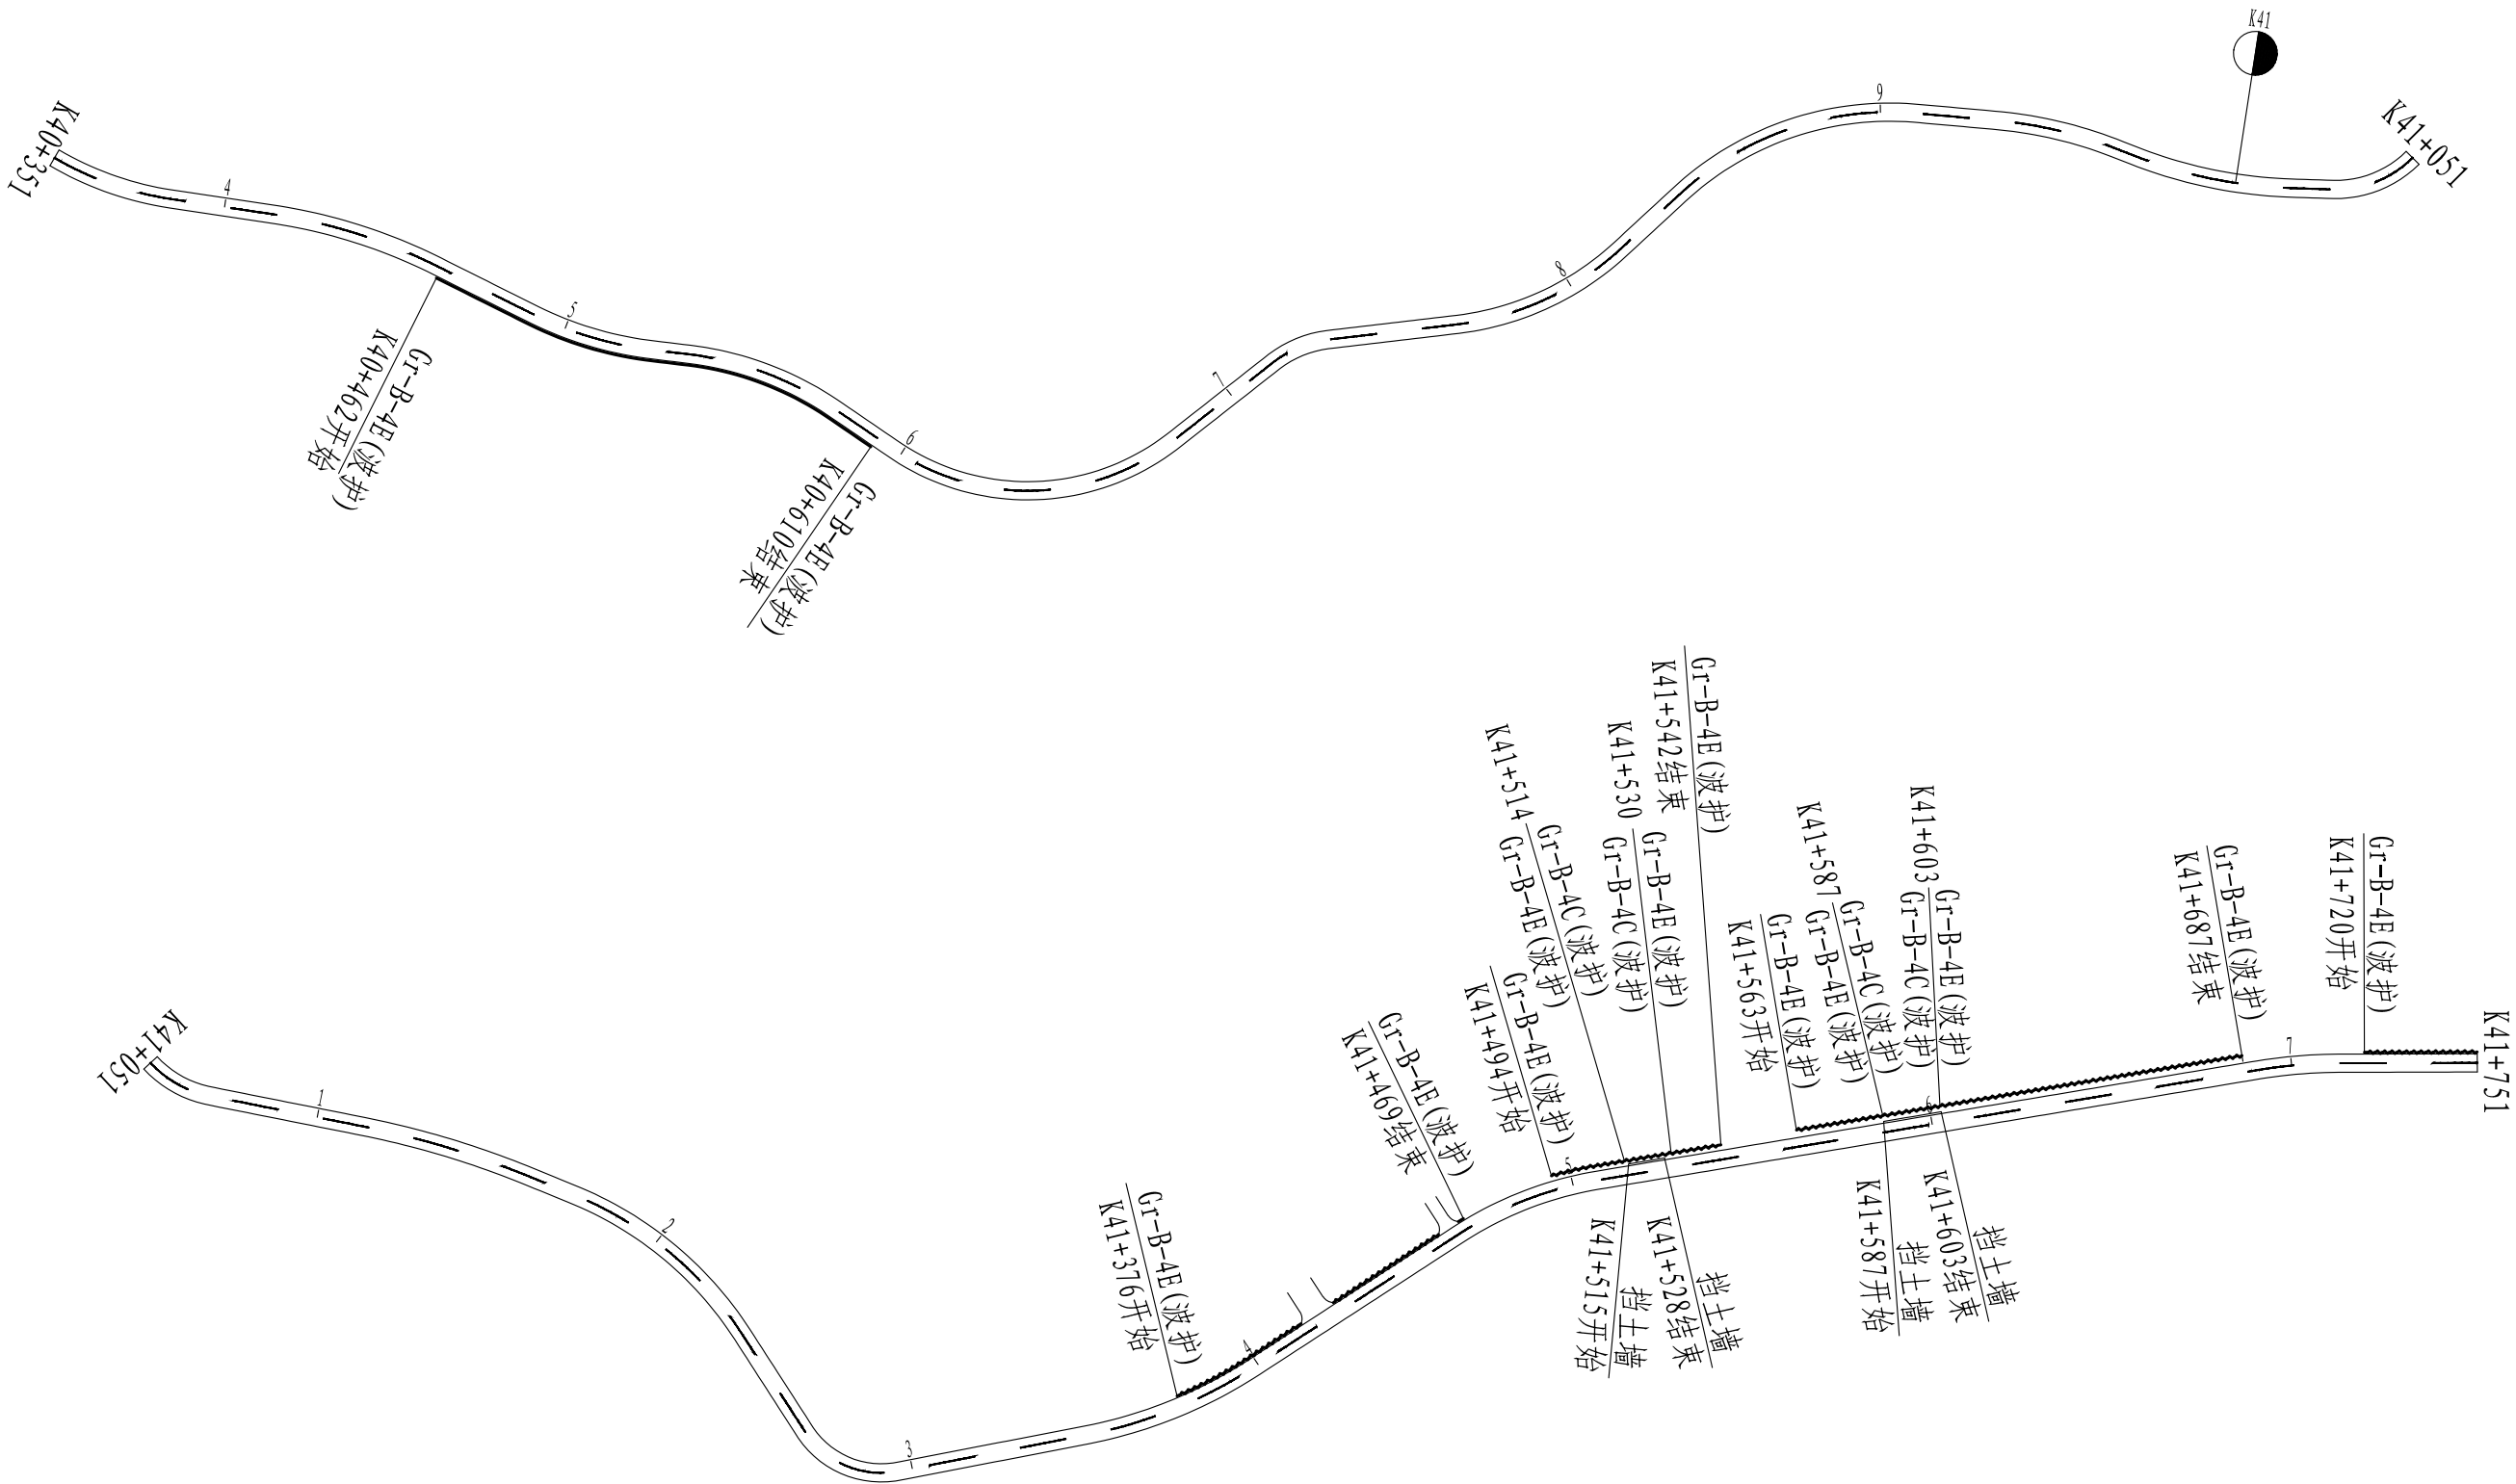 K41
K40+351
4
5
6
7
8
9
K41+051
Gr-B-4E(波护)
K40+462开始
Gr-B-4E(波护)
K40+610结束
K41+051
1
2
3
4
5
6
7
K41+751
Gr-B-4E(波护)
K41+376开始
Gr-B-4E(波护)
K41+469结束
Gr-B-4E(波护)
K41+494开始
K41+514
Gr-B-4C(波护)
Gr-B-4E(波护)
K41+530
Gr-B-4E(波护)
Gr-B-4C(波护)
Gr-B-4E(波护)
K41+542结束
Gr-B-4E(波护)
K41+563开始
K41+587
Gr-B-4C(波护)
Gr-B-4E(波护)
K41+603
Gr-B-4E(波护)
Gr-B-4C(波护)
Gr-B-4E(波护)
K41+687结束
Gr-B-4E(波护)
K41+720开始
挡土墙
K41+515开始
挡土墙
K41+528结束
挡土墙
K41+587开始
挡土墙
K41+603结束